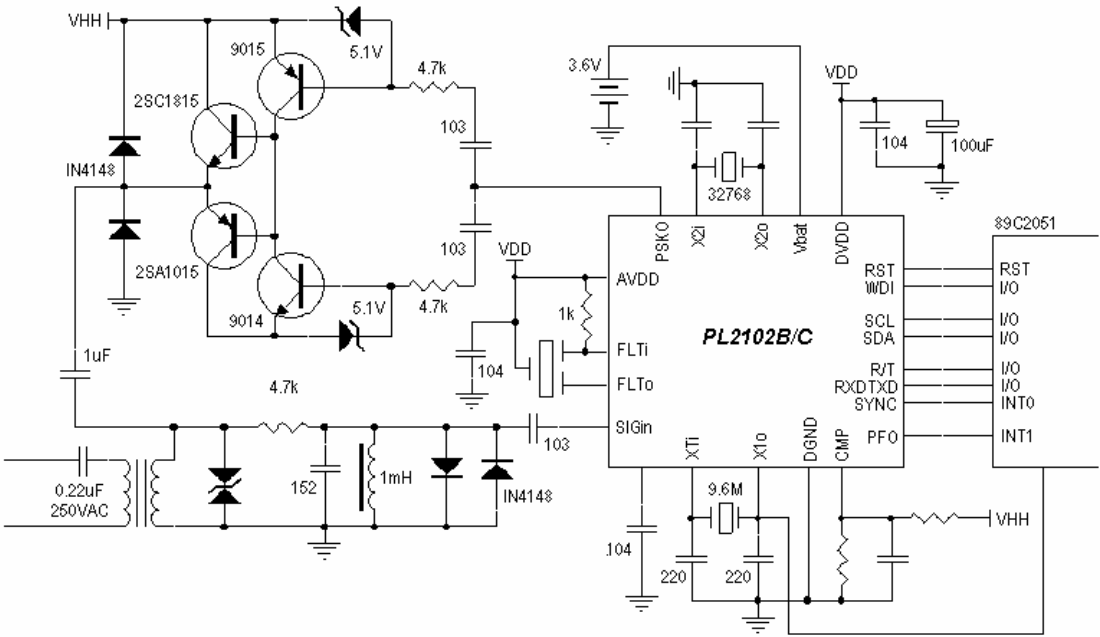 VHH
9015
5.1V
4.7k
3.6V
VDD
2SC1815
103
104
100uF
IN4148
32768
89C2051
PSKO
X2i
X2o
Vbat
DVDD
103
VDD
RST
RST
WDI
I/O
2SA1015
AVDD
4.7k
5.1V
9014
1k
SCL
I/O
SDA
I/O
PL2102B/C
1uF
FLTi
104
FLTo
R/T
I/O
RXDTXD
I/O
SYNC
INT0
4.7k
SIGin
103
XTi
X1o
DGND
CMP
PFO
INT1
0.22uF
250VAC
152
1mH
IN4148
9.6M
VHH
104
220
220